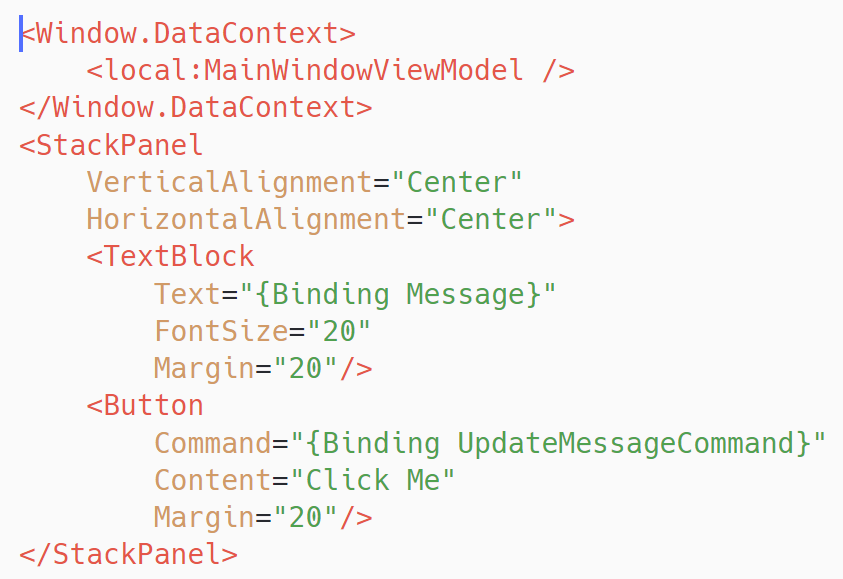 <Window.DataContext>
    <local:MainWindowViewModel />
</Window.DataContext>
<StackPanel
    VerticalAlignment="Center"
    HorizontalAlignment="Center">
    <TextBlock
        Text="{Binding Message}"
        FontSize="20"
        Margin="20"/>
    <Button
        Command="{Binding UpdateMessageCommand}"
        Content="Click Me"
        Margin="20"/>
</StackPanel>